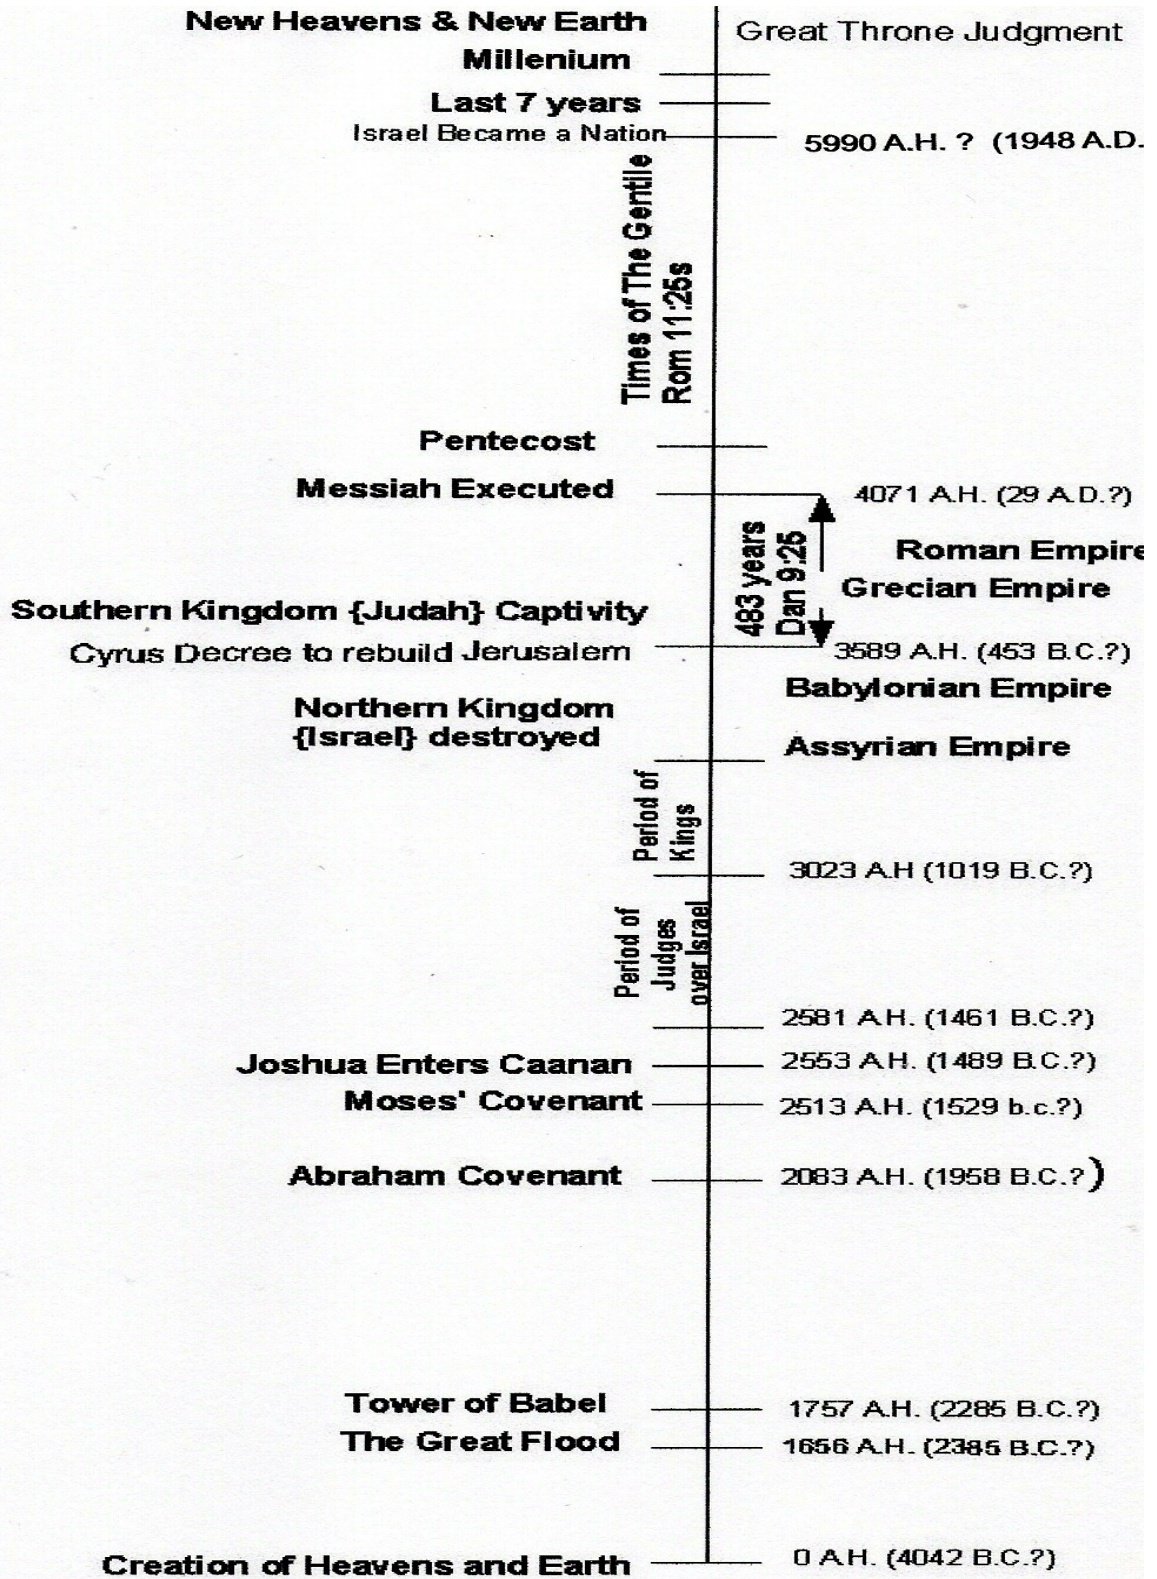 New Heavens & New Earth
Great Throne Judgment
Millenium
Last 7 years
Israel Became a Nation
5990 A.H. ? (1948 A.D.
Times of The Gentile
Rom 11:25s
Pentecost
Messiah Executed
4071 A.H. (29 A.D.?)
483 years
Dan 9:25
Roman Empire
Grecian Empire
Southern Kingdom {Judah} Captivity
Cyrus Decree to rebuild Jerusalem
3589 A.H. (453 B.C.?)
Babylonian Empire
Northern Kingdom
{Israel} destroyed
Assyrian Empire
Period of
Kings
3023 A.H (1019 B.C.?)
Period of
Judges
over Israel
2581 A.H. (1461 B.C.?)
Joshua Enters Caanan
2553 A.H. (1489 B.C.?)
Moses' Covenant
2513 A.H. (1529 b.c.?)
Abraham Covenant
2083 A.H. (1958 B.C.?)
Tower of Babel
1757 A.H. (2285 B.C.?)
The Great Flood
1656 A.H. (2385 B.C.?)
Creation of Heavens and Earth
0 A.H. (4042 B.C.?)